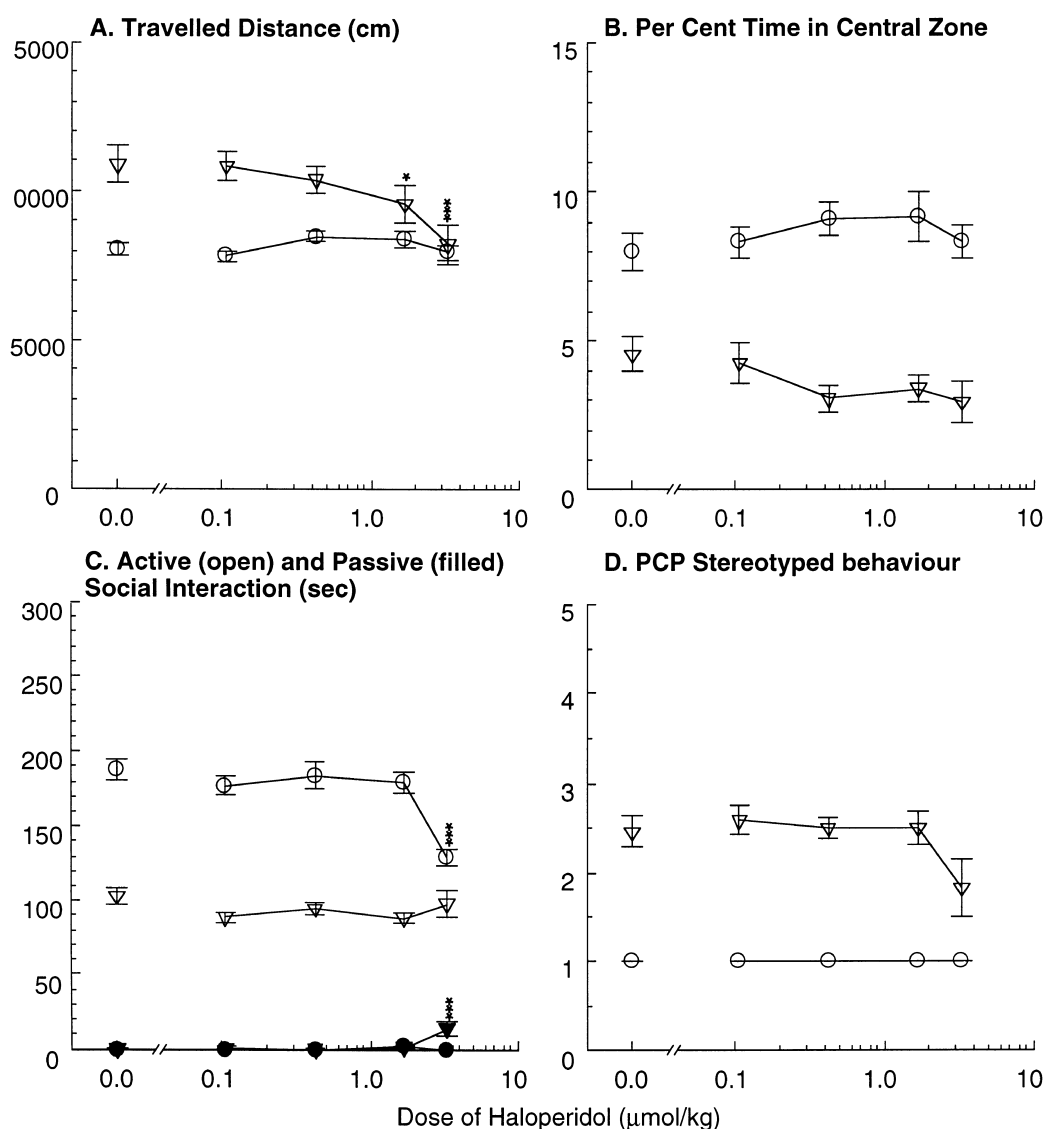 A. Travelled Distance (cm)
5000
0000
5000
0
0.0 0.1 1.0 10
*
****
B. Per Cent Time in Central Zone
15
10
5
0
0.0 0.1 1.0 10
C. Active (open) and Passive (filled)
Social Interaction (sec)
300
250
200
150
100
50
0
0.0 0.1 1.0 10
****
****
D. PCP Stereotyped behaviour
5
4
3
2
1
0
0.0 0.1 1.0 10
Dose of Haloperidol (μmol/kg)